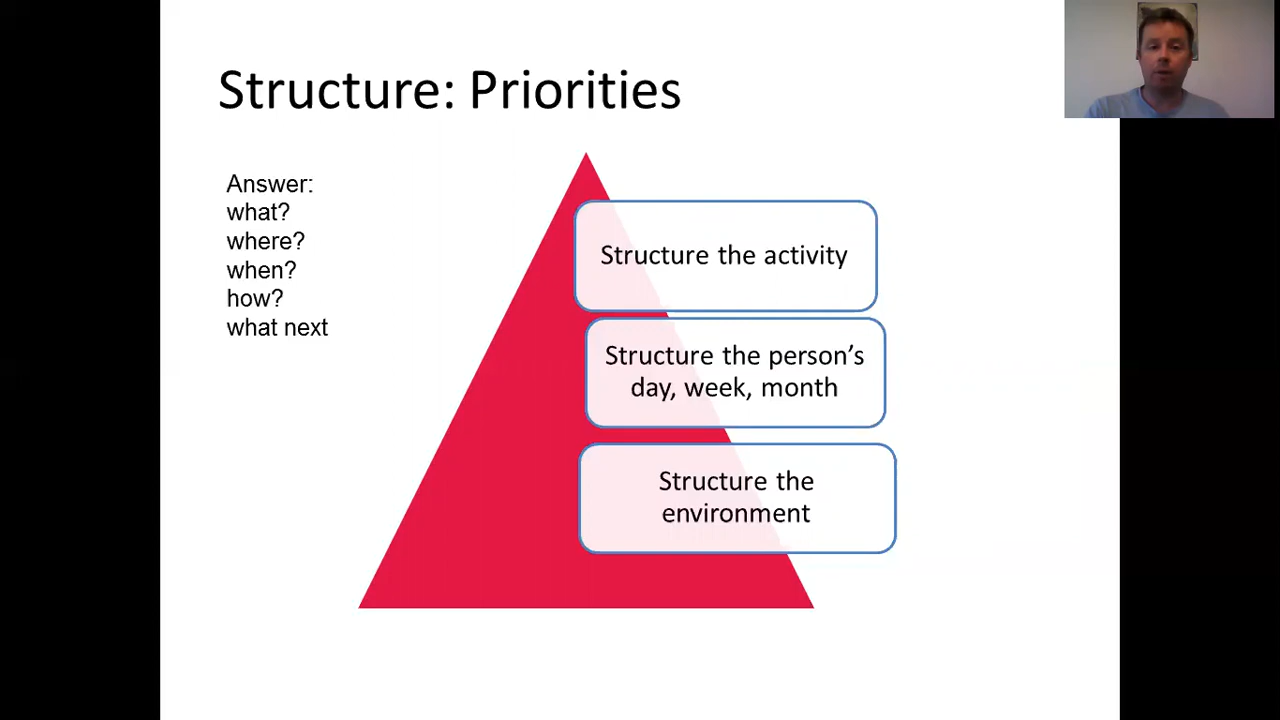 Structure: Priorities
Answer:
what?
where?
when?
how?
what next
Structure the activity
Structure the person’s
day, week, month
Structure the
environment